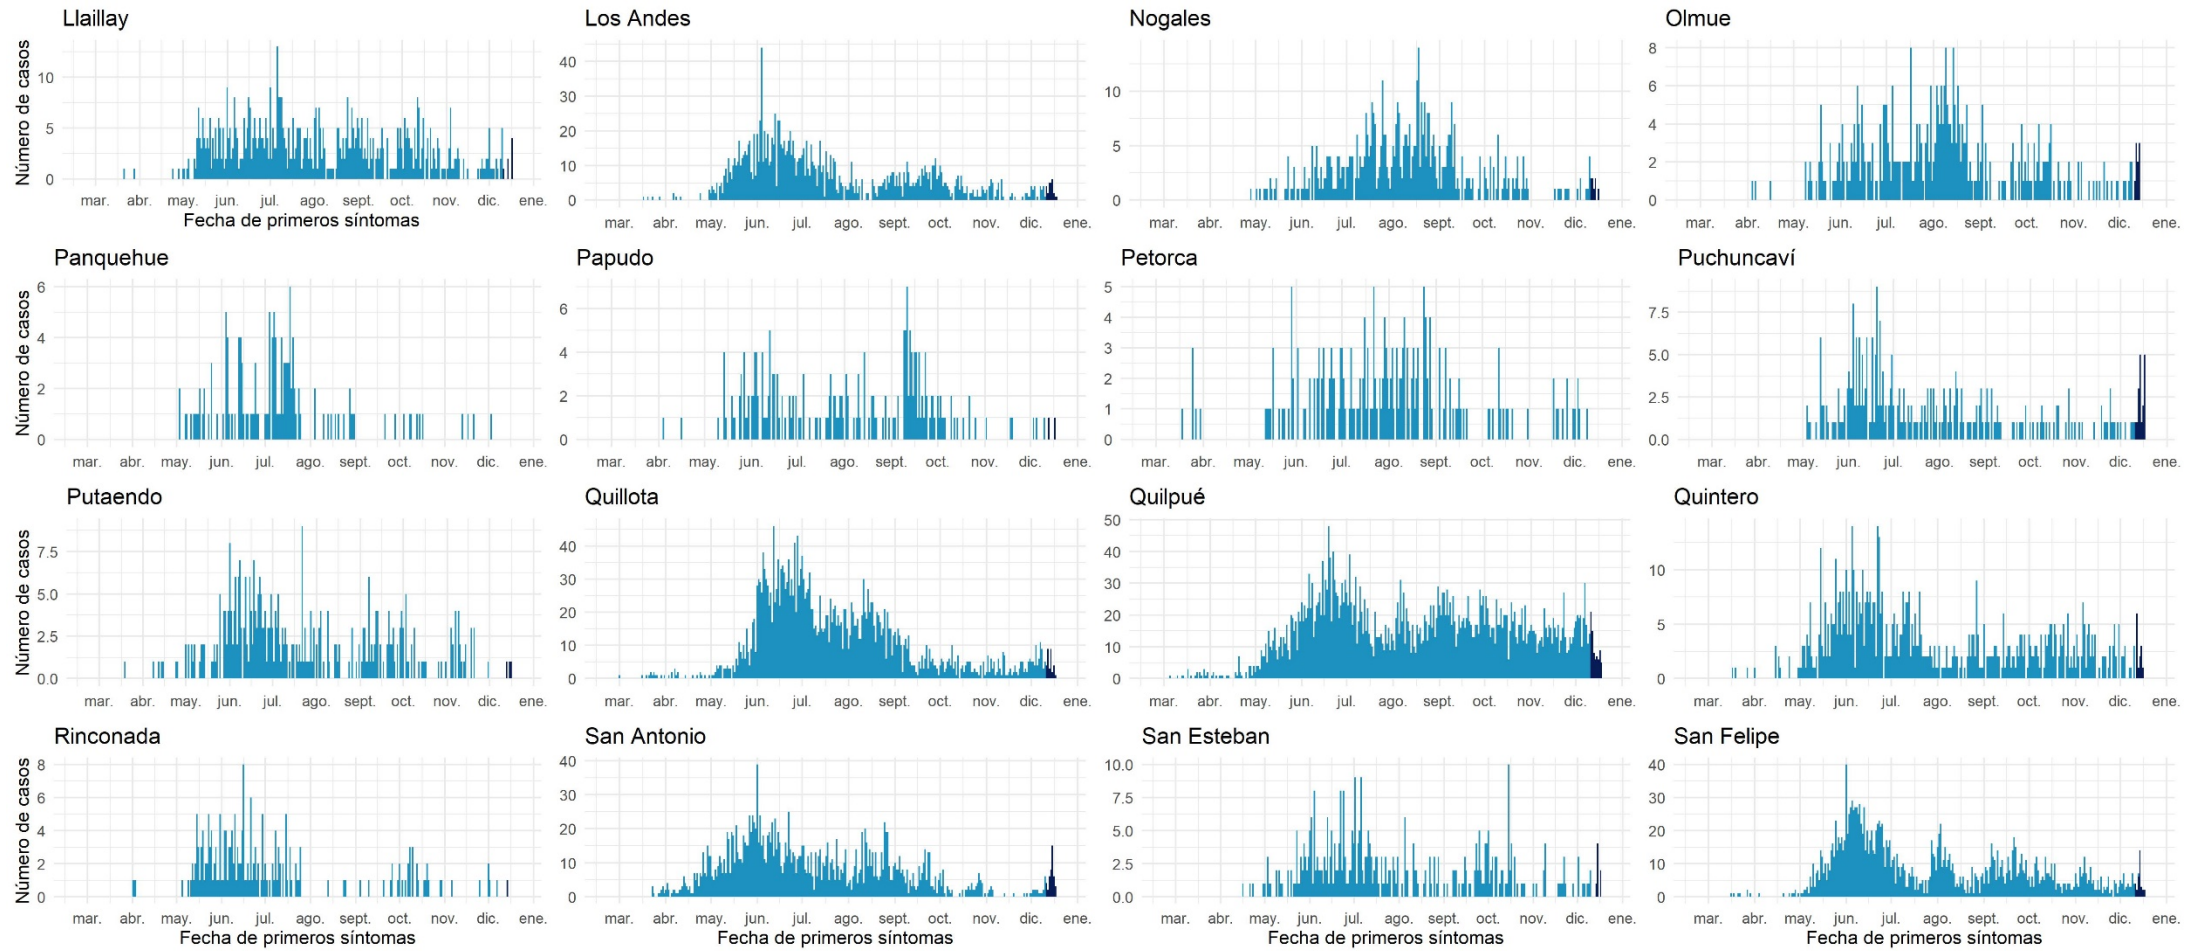 Llaillay
Los Andes
Nogales
Olmue
Número de casos
10
5
0
40
30
20
10
0
10
5
0
8
6
4
2
0
mar. abr. may. jun. jul. ago. sept. oct. nov. dic. ene.
mar. abr. may. jun. jul. ago. sept. oct. nov. dic. ene.
mar. abr. may. jun. jul. ago. sept. oct. nov. dic. ene.
mar. abr. may. jun. jul. ago. sept. oct. nov. dic. ene.
Fecha de primeros síntomas
Panquehue
Papudo
Petorca
Puchuncaví
Número de casos
6
4
2
0
6
4
2
0
5
4
3
2
1
0
7.5
5.0
2.5
0.0
mar. abr. may. jun. jul. ago. sept. oct. nov. dic. ene.
mar. abr. may. jun. jul. ago. sept. oct. nov. dic. ene.
mar. abr. may. jun. jul. ago. sept. oct. nov. dic. ene.
mar. abr. may. jun. jul. ago. sept. oct. nov. dic. ene.
Putaendo
Quillota
Quilpué
Quintero
Número de casos
7.5
5.0
2.5
0.0
40
30
20
10
0
50
40
30
20
10
0
10
5
0
mar. abr. may. jun. jul. ago. sept. oct. nov. dic. ene.
mar. abr. may. jun. jul. ago. sept. oct. nov. dic. ene.
mar. abr. may. jun. jul. ago. sept. oct. nov. dic. ene.
mar. abr. may. jun. jul. ago. sept. oct. nov. dic. ene.
Rinconada
San Antonio
San Esteban
San Felipe
Número de casos
8
6
4
2
0
40
30
20
10
0
10.0
7.5
5.0
2.5
0.0
40
30
20
10
0
mar. abr. may. jun. jul. ago. sept. oct. nov. dic. ene.
mar. abr. may. jun. jul. ago. sept. oct. nov. dic. ene.
mar. abr. may. jun. jul. ago. sept. oct. nov. dic. ene.
mar. abr. may. jun. jul. ago. sept. oct. nov. dic. ene.
Fecha de primeros síntomas
Fecha de primeros síntomas
Fecha de primeros síntomas
Fecha de primeros síntomas